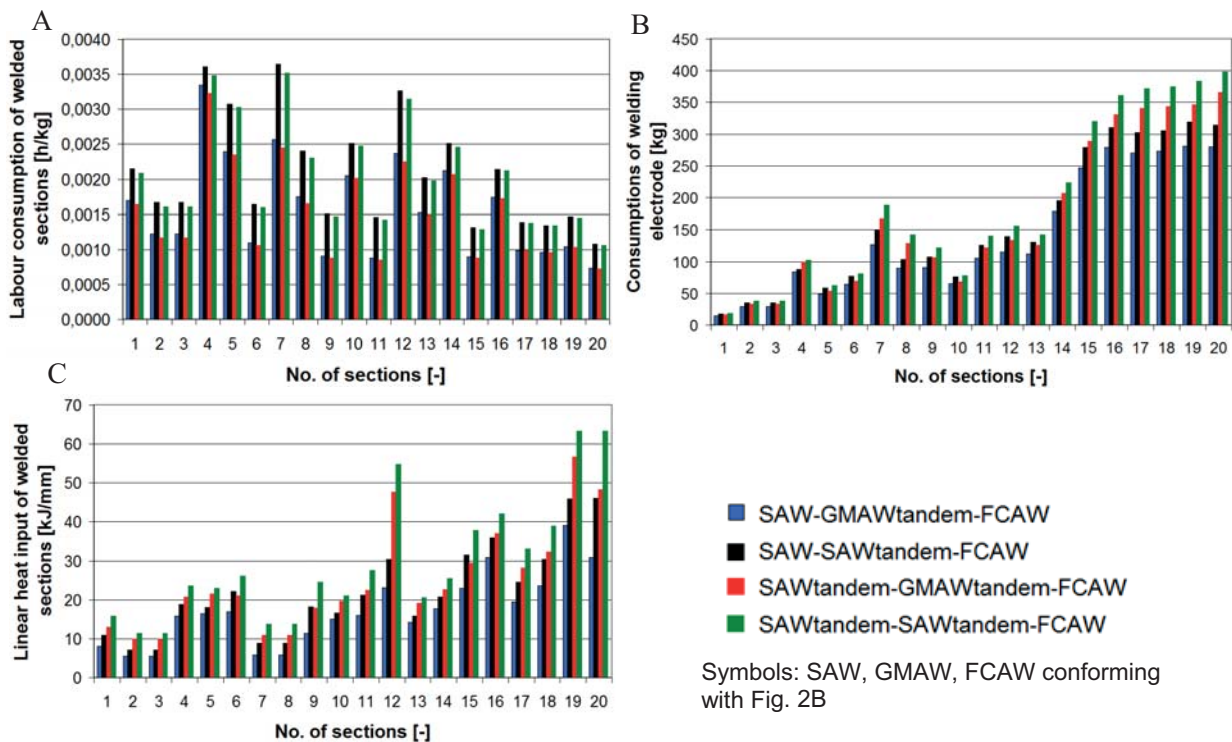 A
Labour consumption of welded
sections [h/kg]
0,0040
0,0035
0,0030
0,0025
0,0020
0,0015
0,0010
0,0005
0,0000
1 2 3 4 5 6 7 8 9 10 11 12 13 14 15 16 17 18 19 20
No. of sections [-]
B
Consumptions of welding
electrode [kg]
450
400
350
300
250
200
150
100
50
0
1 2 3 4 5 6 7 8 9 10 11 12 13 14 15 16 17 18 19 20
No. of sections [-]
C
Linear heat input of welded
sections [kJ/mm]
70
60
50
40
30
20
10
0
1 2 3 4 5 6 7 8 9 10 11 12 13 14 15 16 17 18 19 20
No. of sections [-]
SAW-GMAWtandem-FCAW
SAW-SAWtandem-FCAW
SAWtandem-GMAWtandem-FCAW
SAWtandem-SAWtandem-FCAW
Symbols: SAW, GMAW, FCAW conforming
with Fig. 2B